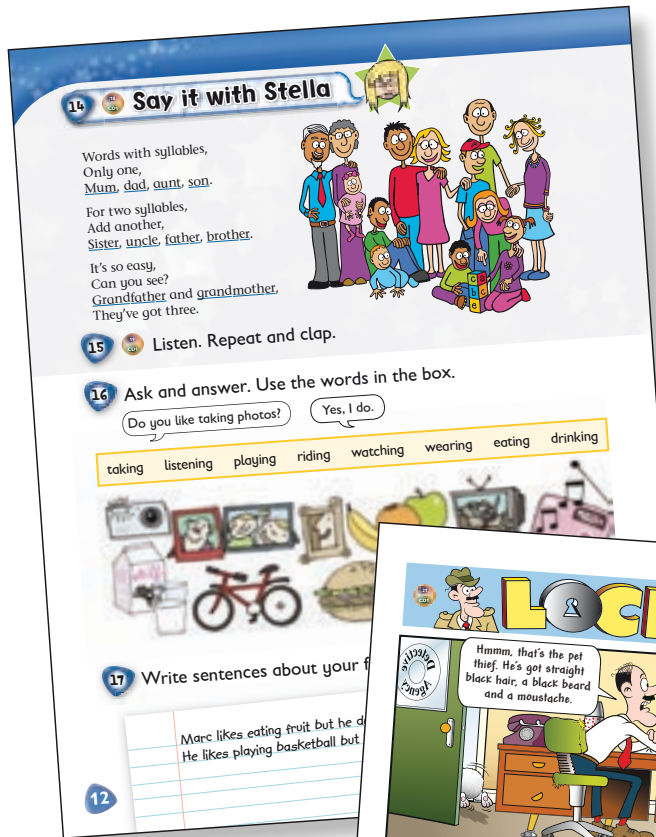 14 Say it with Stella
Words with syllables,
Only one,
Mum, dad, aunt, son.
For two syllables,
Add another,
Sister, uncle, father, brother.
It's so easy,
Can you see?
Grandfather and grandmother,
They've got three.
15 Listen. Repeat and clap.
16 Ask and answer. Use the words in the box.
Do you like taking photos?
Yes, I do.
taking listening playing riding watching wearing eating drinking
17 Write sentences about your f
Marc likes eating fruit but he d
He likes playing basketball but
12
LOC
Detective
Agency
Hmmm, that's the pet
thief. He's got straight
black hair, a black beard
and a moustache.